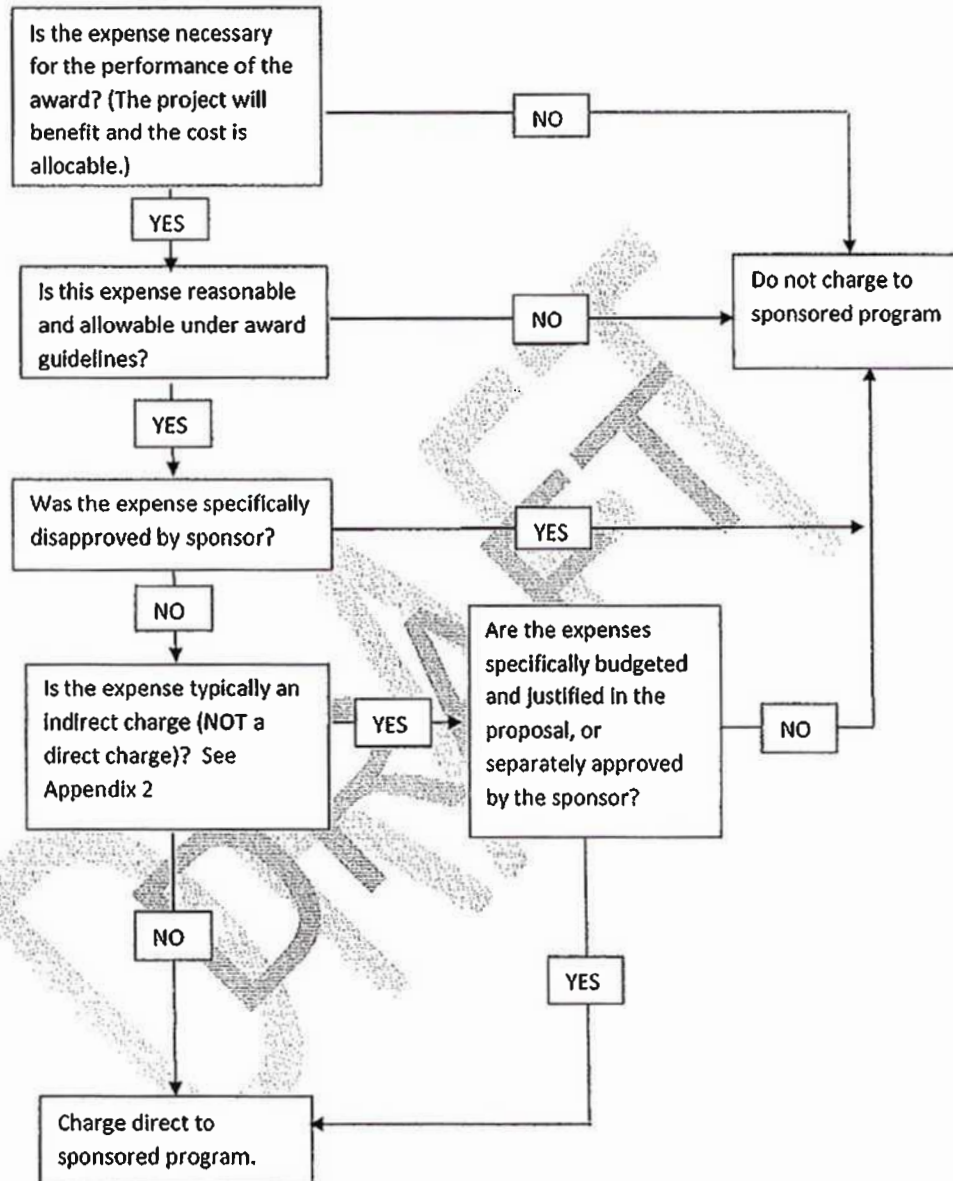 Is the expense necessary
for the performance of the
award? (The project will
benefit and the cost is
allocable.)
NO
YES
Is this expense reasonable
and allowable under award
guidelines?
NO
Do not charge to
sponsored program
YES
Was the expense specifically
disapproved by sponsor?
YES
NO
Is the expense typically an
indirect charge (NOT a
direct charge)? See
Appendix 2
YES
Are the expenses
specifically budgeted
and justified in the
proposal, or
separately approved
by the sponsor?
NO
NO
YES
Charge direct to
sponsored program.
DRAFT